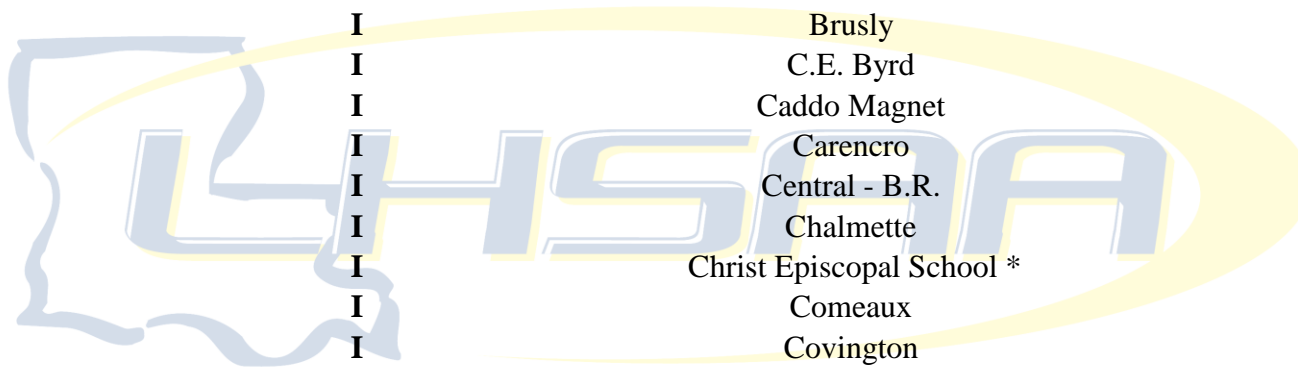 I Brusly
I C.E. Byrd
I Caddo Magnet
I Carencro
I Central - B.R.
I Chalmette
I Christ Episcopal School *
I Comeaux
I Covington
LHSAA